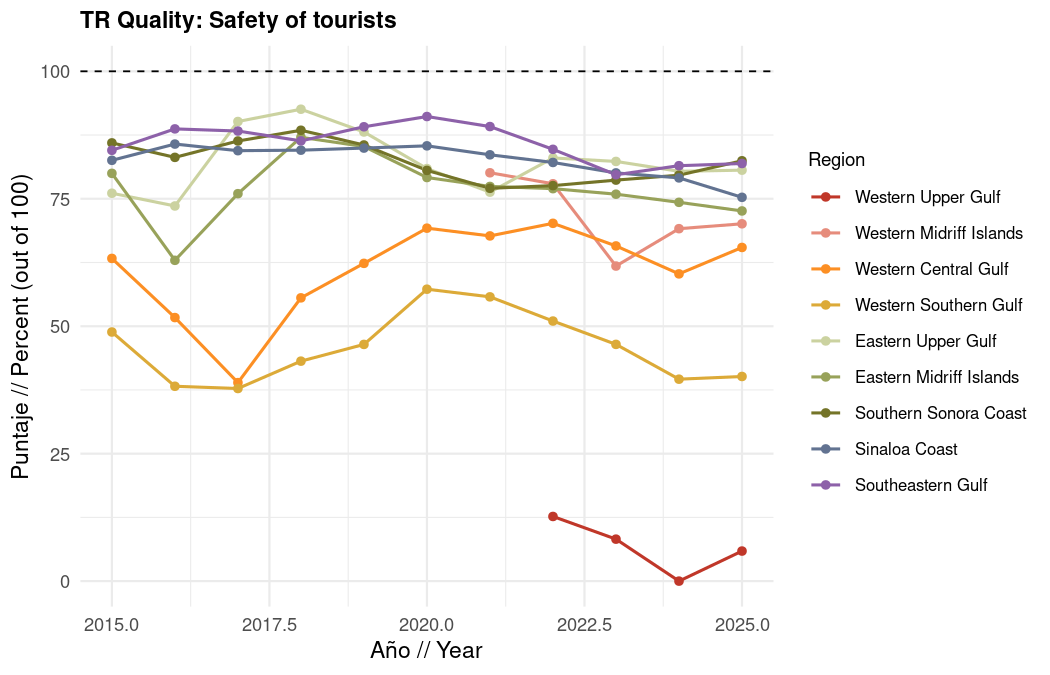 TR Quality: Safety of tourists
100
75
50
25
0
Puntaje // Percent (out of 100)
2015.0 2017.5 2020.0 2022.5 2025.0
Año // Year
Region
Western Upper Gulf
Western Midriff Islands
Western Central Gulf
Western Southern Gulf
Eastern Upper Gulf
Eastern Midriff Islands
Southern Sonora Coast
Sinaloa Coast
Southeastern Gulf